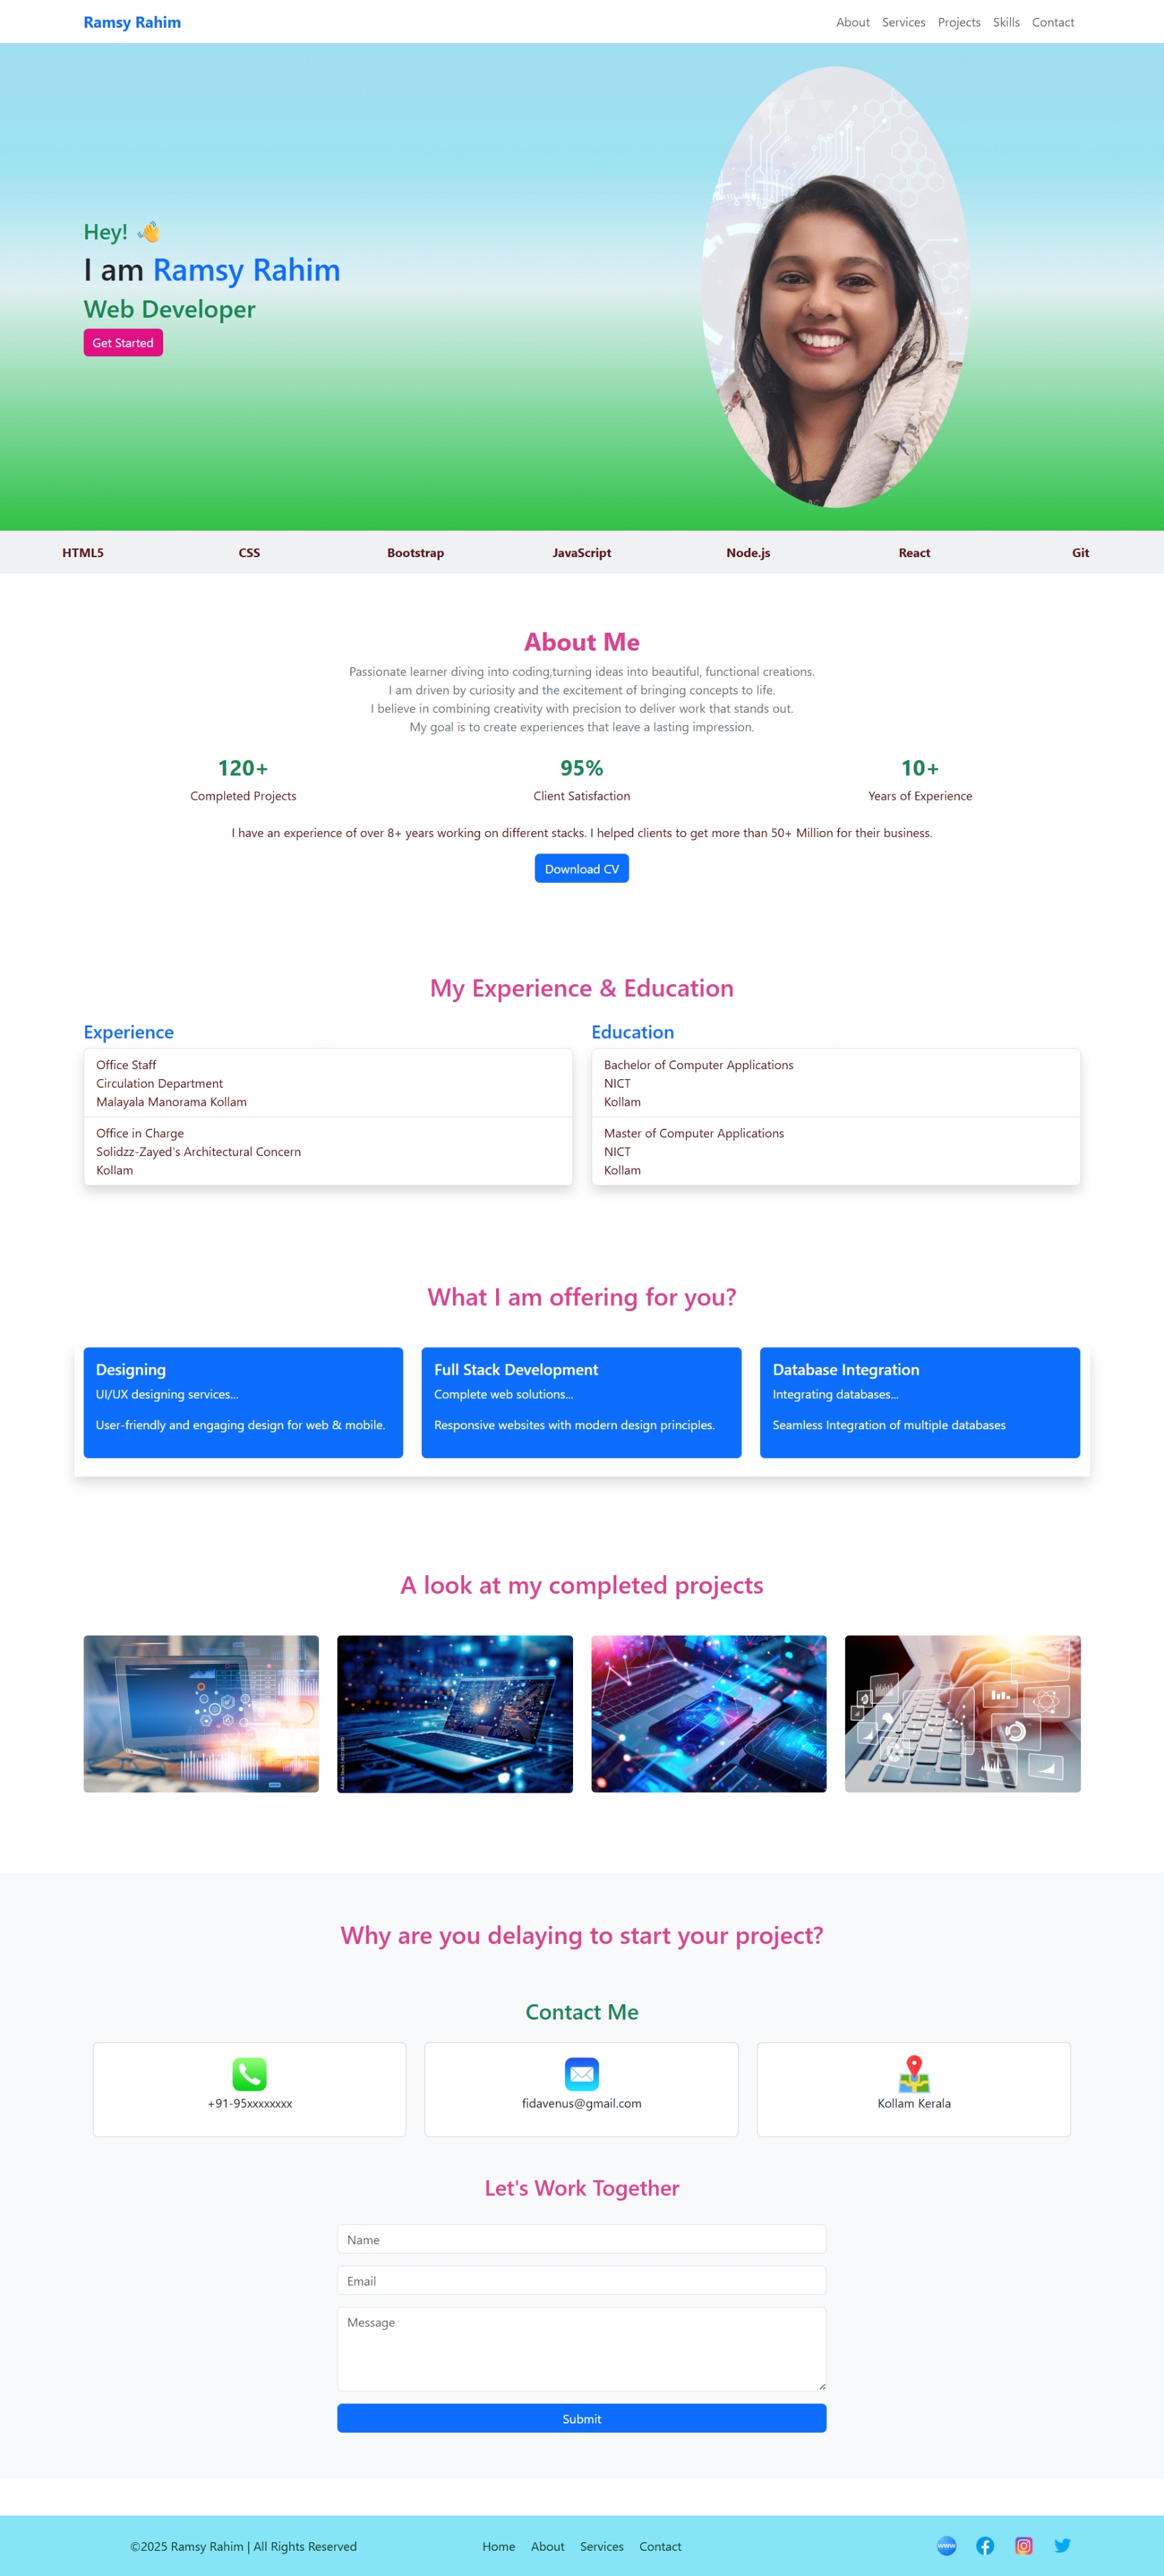 Ramsy Rahim
About Services Projects Skills Contact
Hey!
I am Ramsy Rahim
Web Developer
Get Started
HTML5 CSS Bootstrap JavaScript Node.js React Git
About Me
Passionate learner diving into coding,turning ideas into beautiful, functional creations.
I am driven by curiosity and the excitement of bringing concepts to life.
I believe in combining creativity with precision to deliver work that stands out.
My goal is to create experiences that leave a lasting impression.
120+ 95% 10+
Completed Projects Client Satisfaction Years of Experience
I have an experience of over 8+ years working on different stacks. I helped clients to get more than 50+ Million for their business.
Download CV
My Experience & Education
Experience
Office Staff
Circulation Department
Malayala Manorama Kollam
Office in Charge
Solidzz-Zayed's Architectural Concern
Kollam
Education
Bachelor of Computer Applications
NICT
Kollam
Master of Computer Applications
NICT
Kollam
What I am offering for you?
Designing
UI/UX designing services...
User-friendly and engaging design for web & mobile.
Full Stack Development
Complete web solutions...
Responsive websites with modern design principles.
Database Integration
Integrating databases...
Seamless Integration of multiple databases
A look at my completed projects
Why are you delaying to start your project?
Contact Me
+91-95xxxxxxxx
fidavenus@gmail.com
Kollam Kerala
Let's Work Together
Name
Email
Message
Submit
©2025 Ramsy Rahim | All Rights Reserved
Home About Services Contact
www